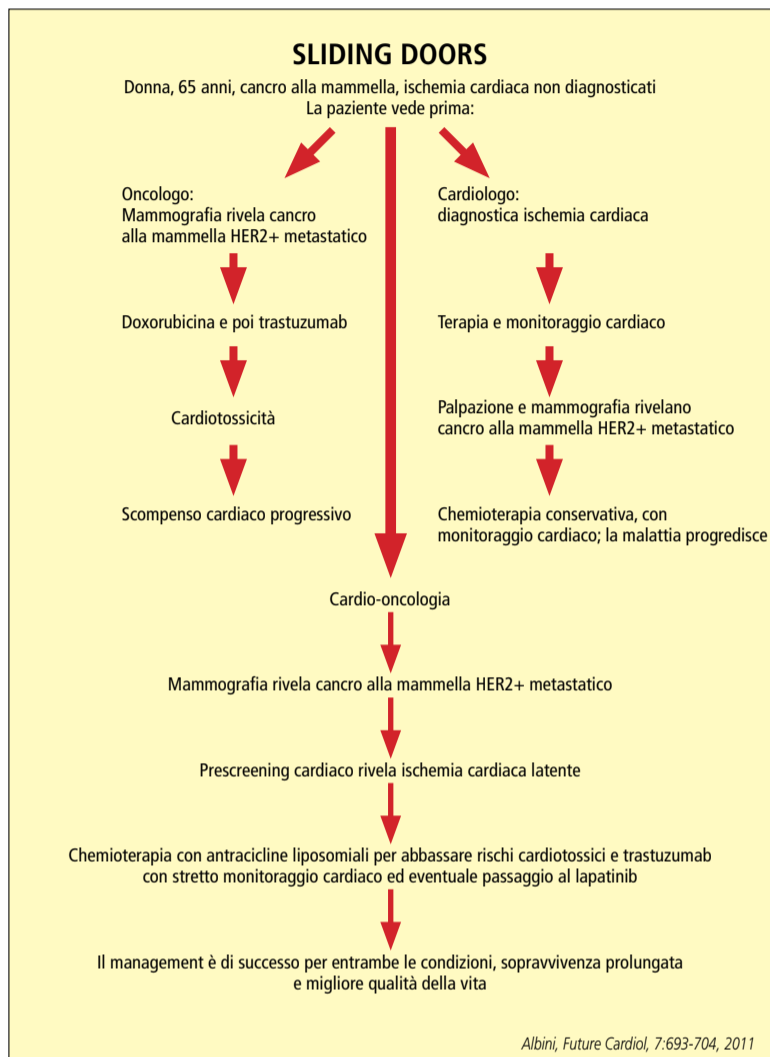 SLIDING DOORS
Donna, 65 anni, cancro alla mammella, ischemia cardiaca non diagnosticati
La paziente vede prima:
Oncologo:
Mammografia rivela cancro
alla mammella HER2+ metastatico
Doxorubicina e poi trastuzumab
Cardiotossicità
Scompenso cardiaco progressivo
Cardiologo:
diagnostica ischemia cardiaca
Terapia e monitoraggio cardiaco
Palpazione e mammografia rivelano
cancro alla mammella HER2+ metastatico
Chemioterapia conservativa, con
monitoraggio cardiaco; la malattia progredisce
Cardio-oncologia
Mammografia rivela cancro alla mammella HER2+ metastatico
Prescreening cardiaco rivela ischemia cardiaca latente
Chemioterapia con antracicline liposomiali per abbassare rischi cardiotossici e trastuzumab
con stretto monitoraggio cardiaco ed eventuale passaggio al lapatinib
Il management è di successo per entrambe le condizioni, sopravvivenza prolungata
e migliore qualità della vita
Albini, Future Cardiol, 7:693-704, 2011